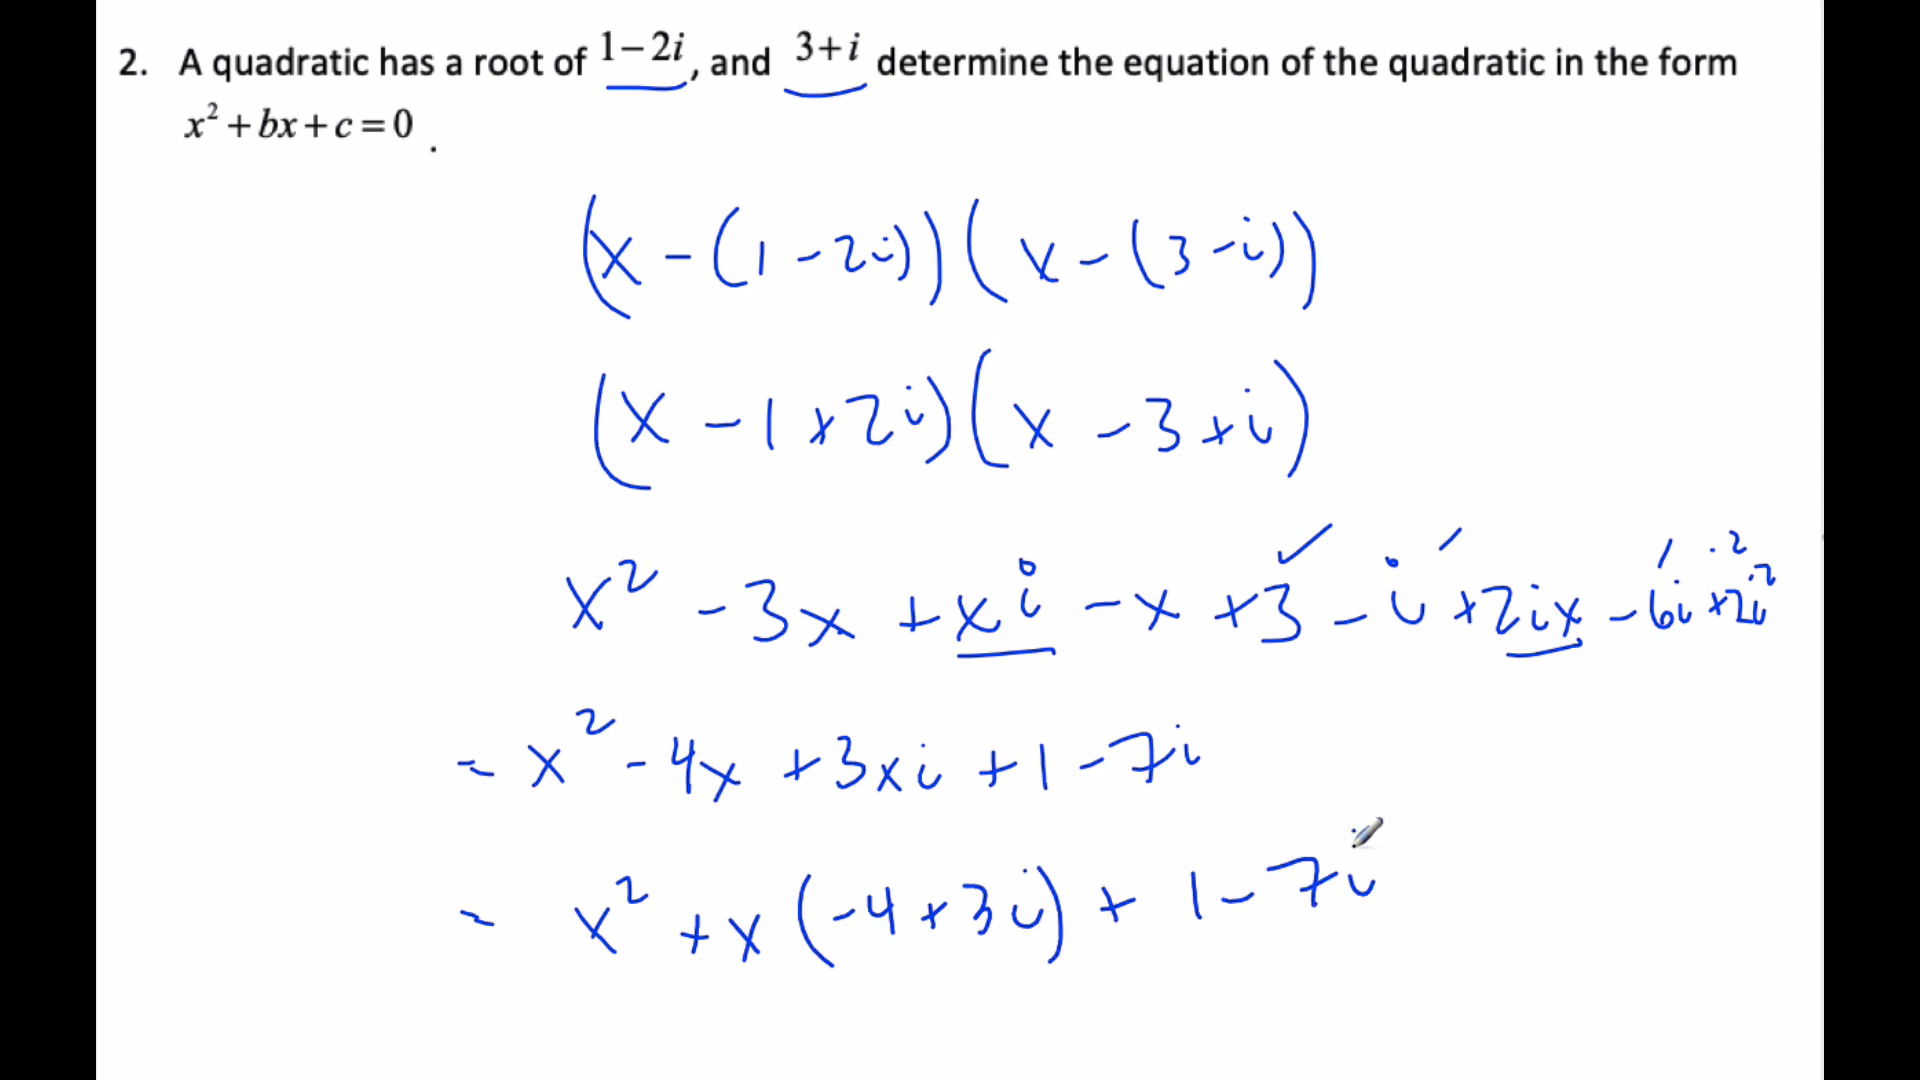 2. A quadratic has a root of 1−2i, and 3+i determine the equation of the quadratic in the form
x² + bx + c = 0 .
(x − (1 − 2i))(x − (3 − i))
(x − 1 + 2i)(x − 3 + i)
x² − 3x + xi − x + 3 − i + 2ix − 6i + 2i²
= x² − 4x + 3xi + 1 − 7i
= x² + x(−4 + 3i) + 1 − 7i